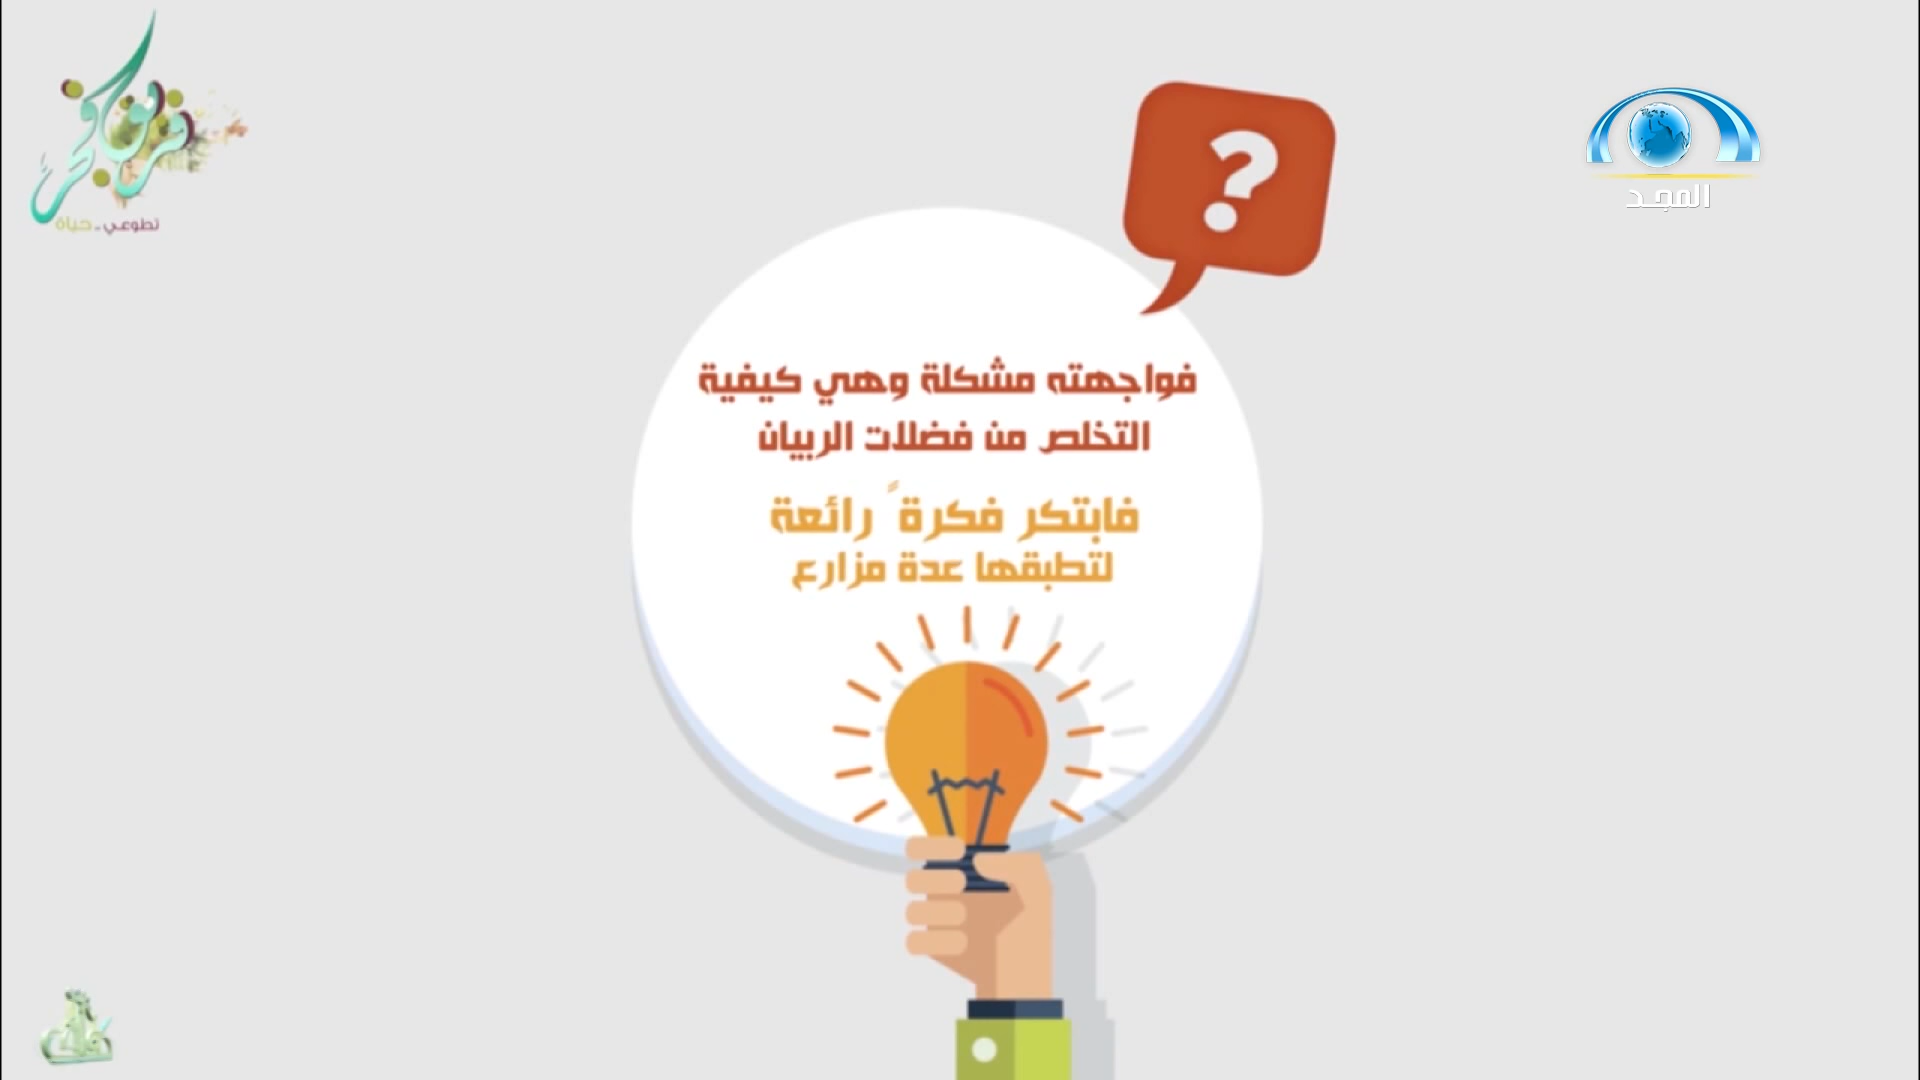 فواجهته مشكلة وهي كيفية
التخلص من فضلات الربيان
فابتكر فكرةً رائعة
لتطبقها عدة مزارع
?
المجد
تطوعي - حياة